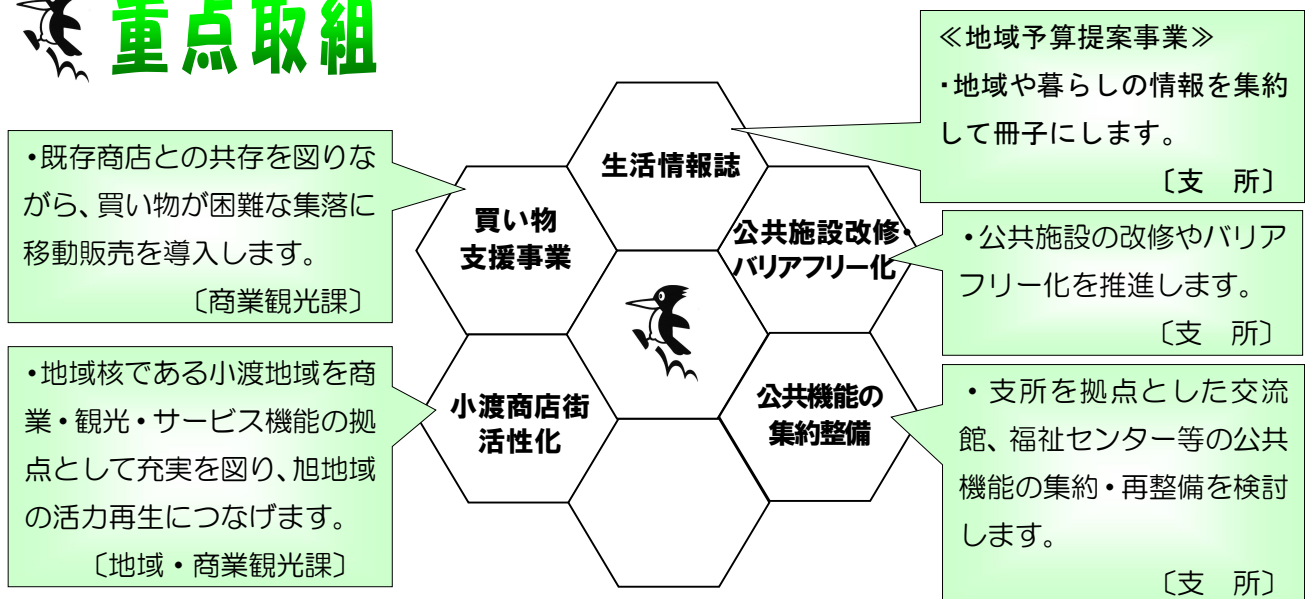 重点取組
≪地域予算提案事業≫
・地域や暮らしの情報を集約
して冊子にします。
〔支　所〕
・既存商店との共存を図りな
がら、買い物が困難な集落に
移動販売を導入します。
〔商業観光課〕
生活情報誌
買い物
支援事業
公共施設改修・
バリアフリー化
・公共施設の改修やバリア
フリー化を推進します。
〔支　所〕
・地域核である小渡地域を商
業・観光・サービス機能の拠
点として充実を図り、旭地域
の活力再生につなげます。
〔地域・商業観光課〕
小渡商店街
活性化
公共機能の
集約整備
・支所を拠点とした交流
館、福祉センター等の公共
機能の集約・再整備を検討
します。
〔支　所〕